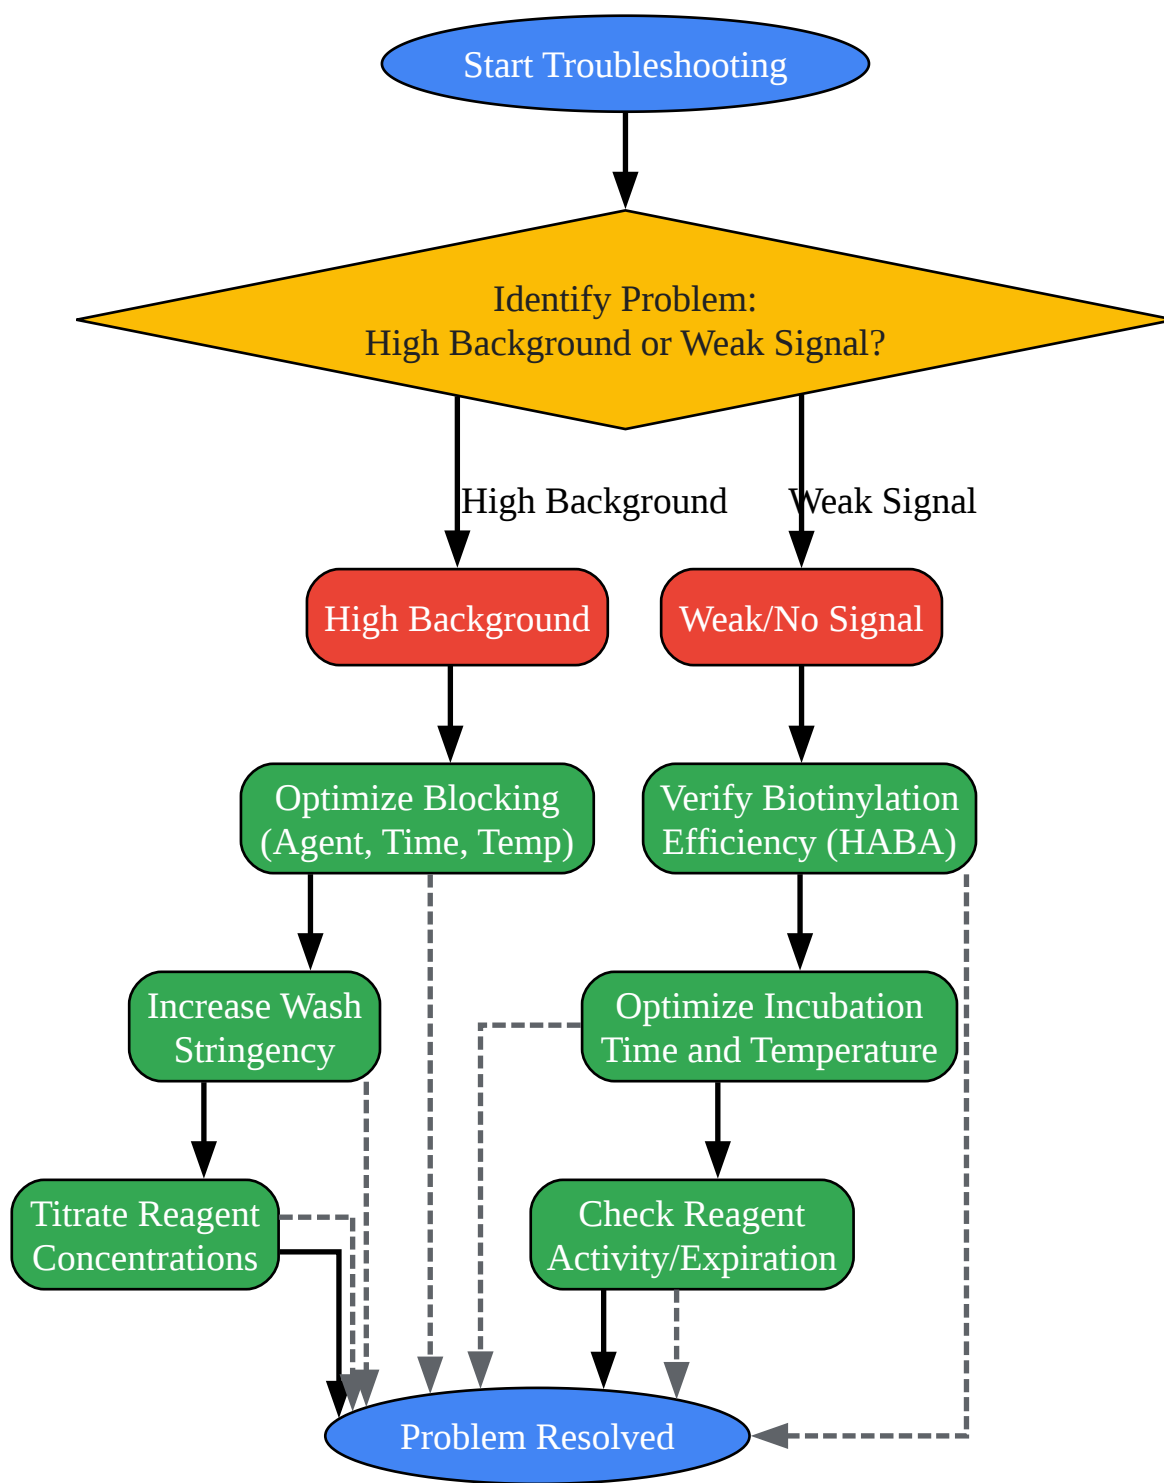 Start Troubleshooting
Identify Problem:
High Background or Weak Signal?
High Background
Weak Signal
High Background
Weak/No Signal
Optimize Blocking
(Agent, Time, Temp)
Verify Biotinylation
Efficiency (HABA)
Increase Wash
Stringency
Optimize Incubation
Time and Temperature
Titrate Reagent
Concentrations
Check Reagent
Activity/Expiration
Problem Resolved